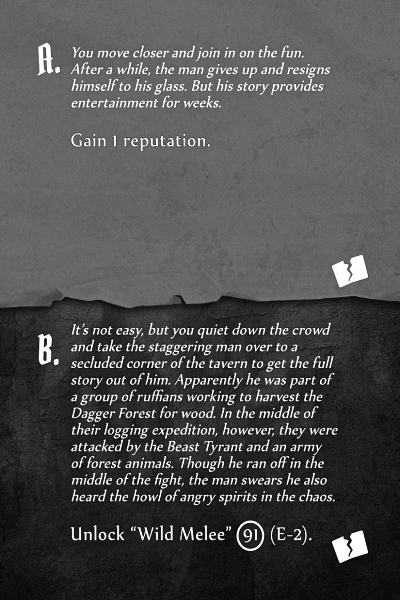 A.
You move closer and join in on the fun.
After a while, the man gives up and resigns
himself to his glass. But his story provides
entertainment for weeks.
Gain 1 reputation.
B.
It's not easy, but you quiet down the crowd
and take the staggering man over to a
secluded corner of the tavern to get the full
story out of him. Apparently he was part of
a group of ruffians working to harvest the
Dagger Forest for wood. In the middle of
their logging expedition, however, they were
attacked by the Beast Tyrant and an army
of forest animals. Though he ran off in the
middle of the fight, the man swears he also
heard the howl of angry spirits in the chaos.
Unlock “Wild Melee” 91 (E-2).